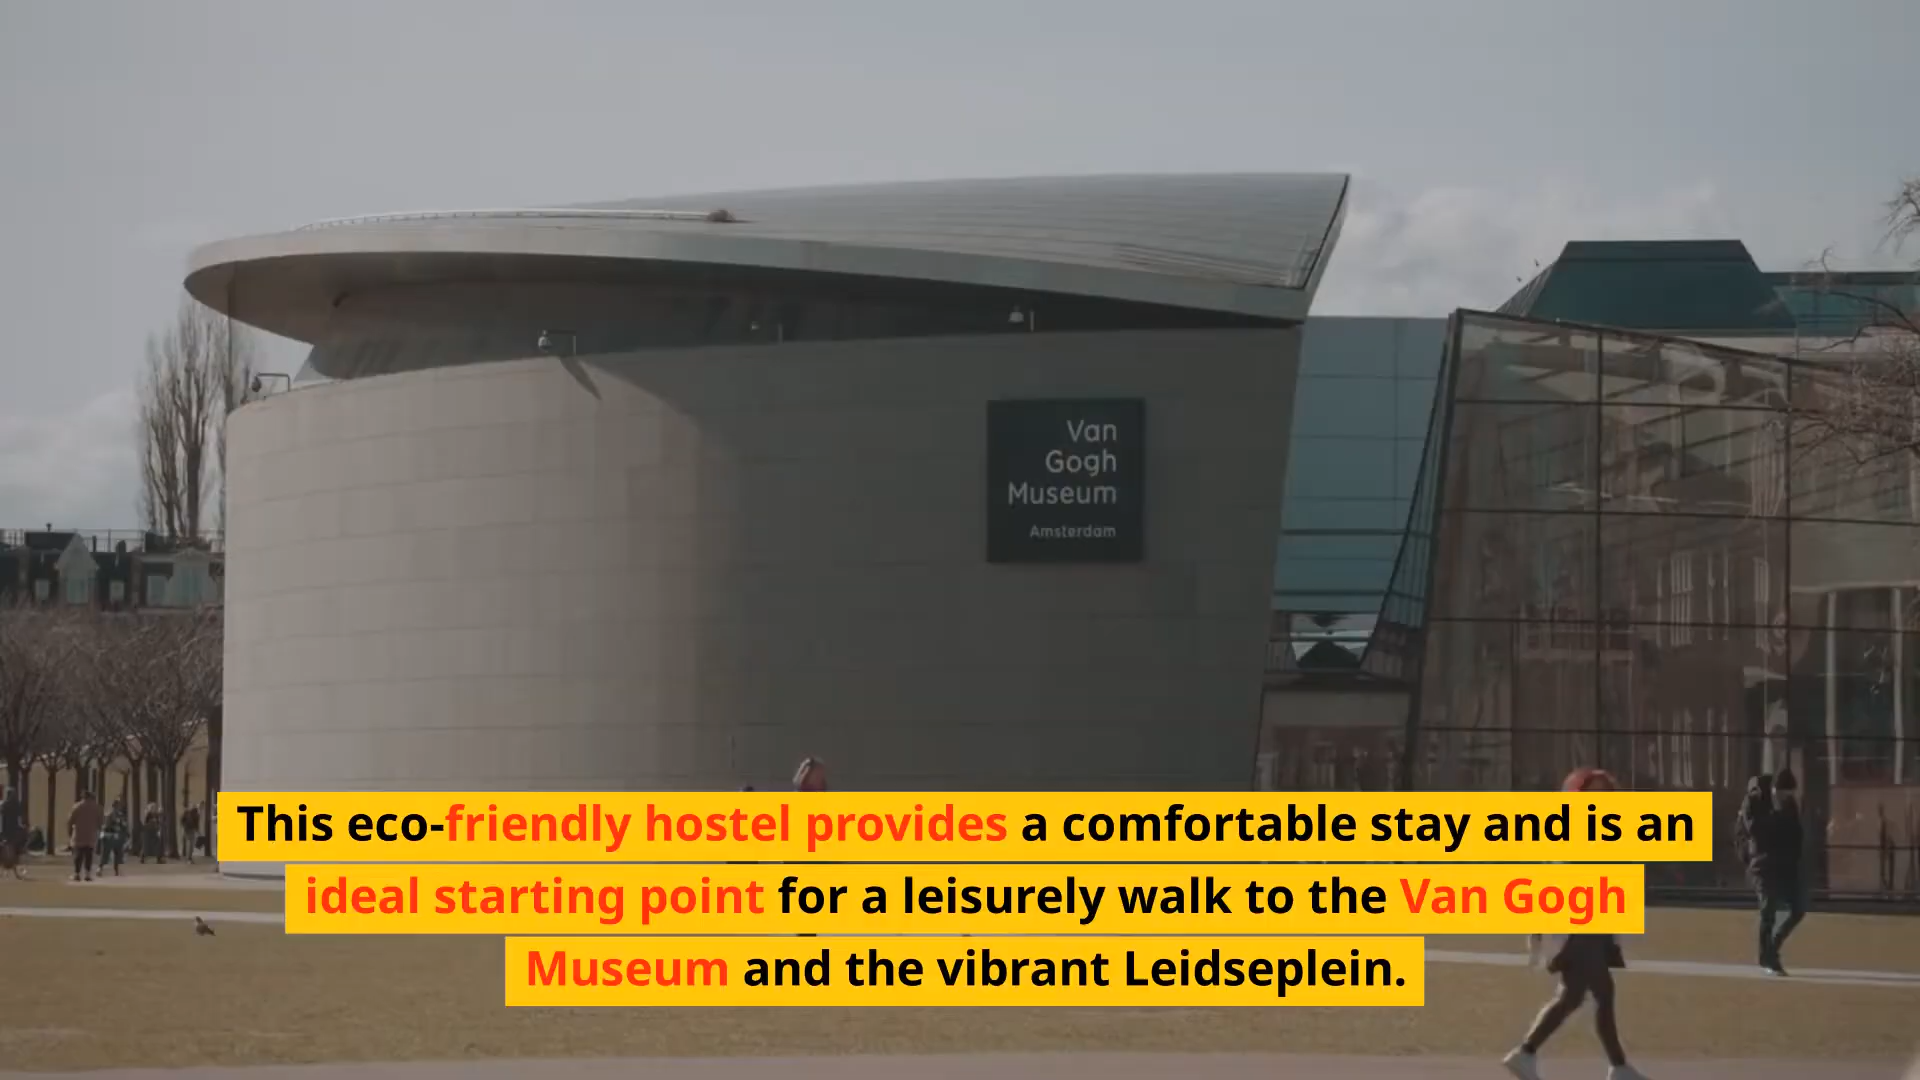 Van
Gogh
Museum
Amsterdam
This eco-friendly hostel provides a comfortable stay and is an
ideal starting point for a leisurely walk to the Van Gogh
Museum and the vibrant Leidseplein.